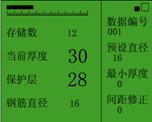 存储数 12
当前厚度 30
保护层 28
钢筋直径 16
数据编号
001
预设直径
16
最小厚度
0
间距修正
0